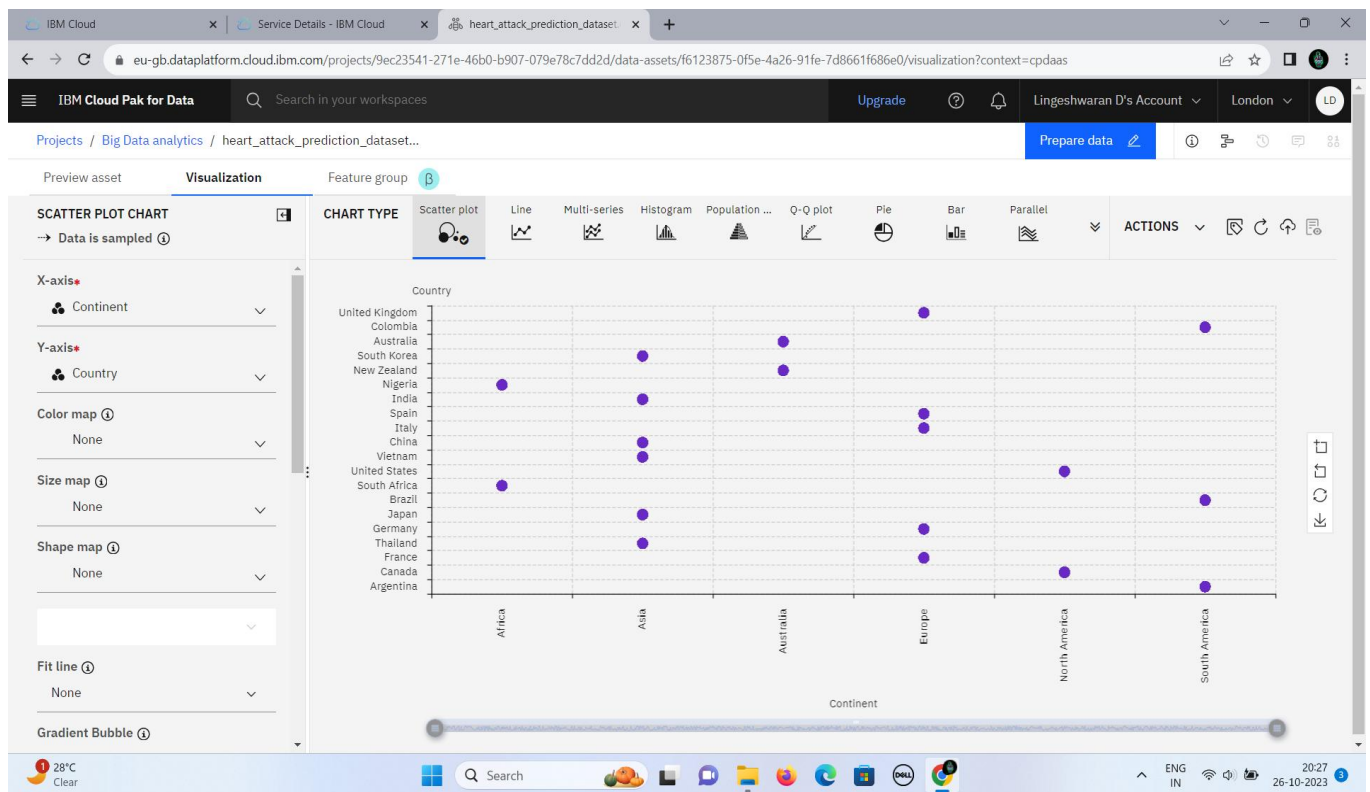 IBM Cloud
Service Details - IBM Cloud
heart_attack_prediction_dataset.
eu-gb.dataplatform.cloud.ibm.com/projects/9ec23541-271e-46b0-b907-079e78c7dd2d/data-assets/f6123875-0f5e-4a26-91fe-7d8661f686e0/visualization?context=cpdaas
IBM Cloud Pak for Data
Search in your workspaces
Upgrade
Lingeshwaran D's Account
London
LD
Projects / Big Data analytics / heart_attack_prediction_dataset...
Prepare data
Preview asset
Visualization
Feature group β
SCATTER PLOT CHART
Data is sampled
CHART TYPE
Scatter plot
Line
Multi-series
Histogram
Population ...
Q-Q plot
Pie
Bar
Parallel
ACTIONS
X-axis*
Continent
Y-axis*
Country
Color map
None
Size map
None
Shape map
None
Fit line
None
Gradient Bubble
Country
United Kingdom
Colombia
Australia
South Korea
New Zealand
Nigeria
India
Spain
Italy
China
Vietnam
United States
South Africa
Brazil
Japan
Germany
Thailand
France
Canada
Argentina
Africa
Asia
Australia
Europe
North America
South America
Continent
1
28°C
Clear
Search
DELL
ENG
IN
20:27
26-10-2023
3